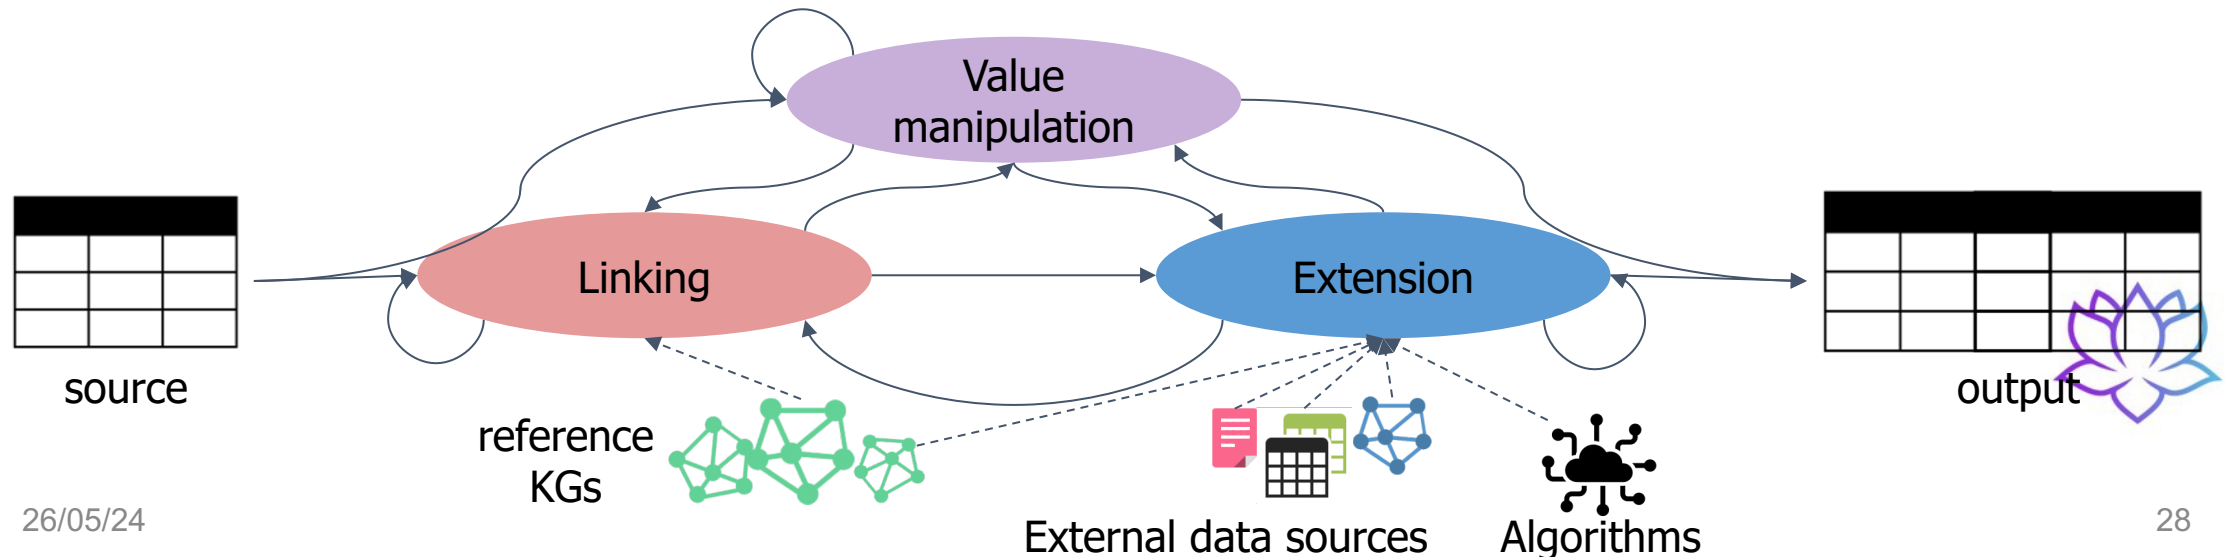 Value
manipulation
Linking
Extension
source
output
reference
KGs
External data sources
Algorithms
26/05/24
28